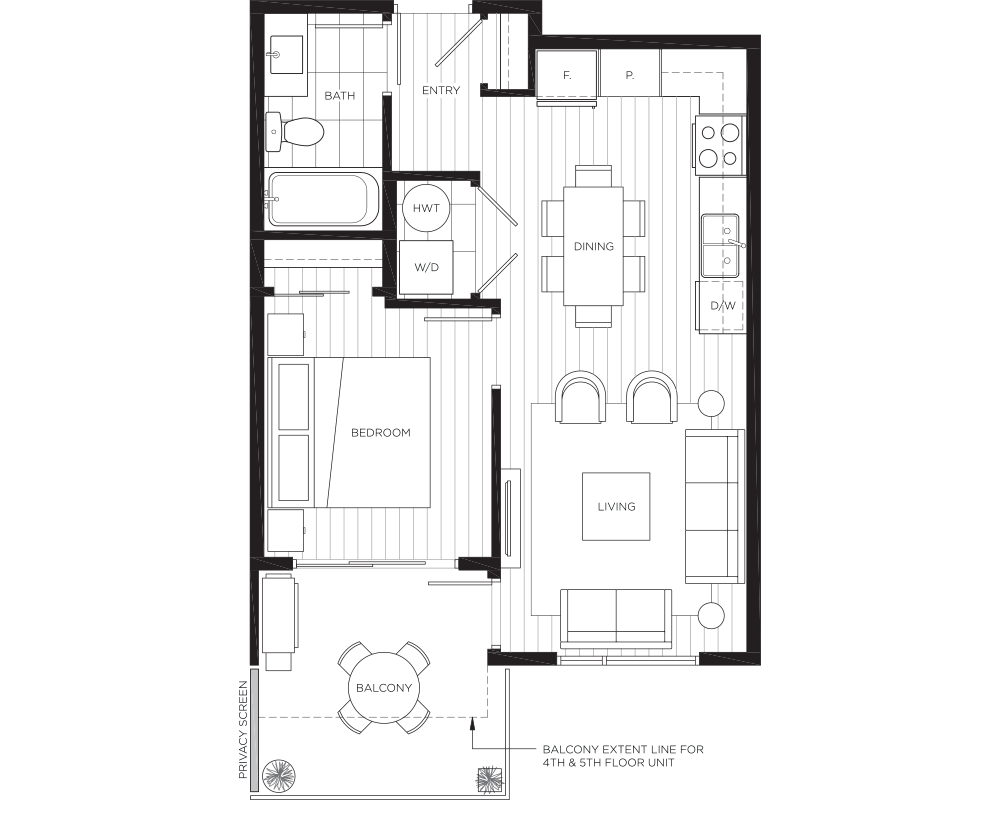 F.
P.
BATH
ENTRY
HWT
W/D
DINING
D/W
BEDROOM
LIVING
BALCONY
PRIVACY SCREEN
BALCONY EXTENT LINE FOR
4TH & 5TH FLOOR UNIT